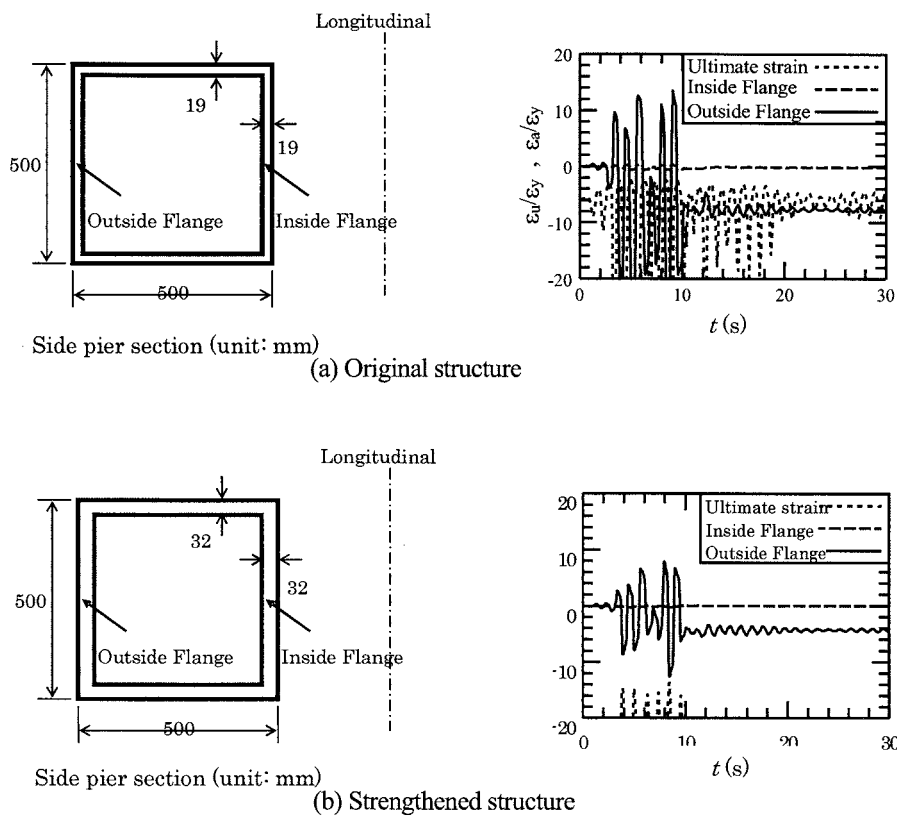 Longitudinal
19
19
500
Outside Flange
Inside Flange
500
Side pier section (unit: mm)
20
10
0
-10
-20
εu/εy , εa/εy
Ultimate strain
Inside Flange
Outside Flange
0
10
20
30
t (s)
(a) Original structure
Longitudinal
32
32
500
Outside Flange
Inside Flange
500
Side pier section (unit: mm)
20
10
0
-10
-20
Ultimate strain
Inside Flange
Outside Flange
0
10
20
30
t (s)
(b) Strengthened structure